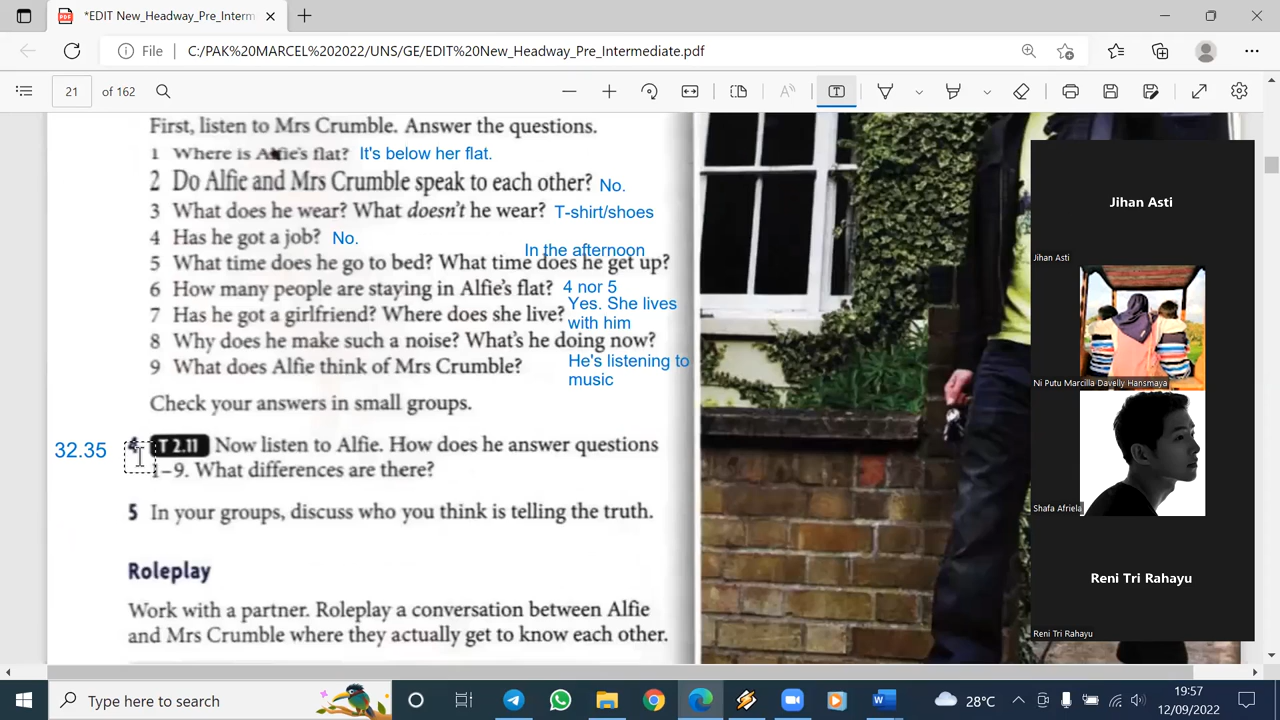 *EDIT New_Headway_Pre_Interm
File C:/PAK%20MARCEL%202022/UNS/GE/EDIT%20New_Headway_Pre_Intermediate.pdf
21 of 162
First, listen to Mrs Crumble. Answer the questions.
1 Where is Alfie's flat? It's below her flat.
2 Do Alfie and Mrs Crumble speak to each other? No.
3 What does he wear? What doesn't he wear? T-shirt/shoes
4 Has he got a job? No.
In the afternoon
5 What time does he go to bed? What time does he get up?
6 How many people are staying in Alfie's flat? 4 nor 5
7 Has he got a girlfriend? Where does she live? Yes. She lives
with him
8 Why does he make such a noise? What's he doing now?
9 What does Alfie think of Mrs Crumble? He's listening to
music
Check your answers in small groups.
32.35 4 T 2.11 Now listen to Alfie. How does he answer questions
1–9. What differences are there?
5 In your groups, discuss who you think is telling the truth.
Roleplay
Work with a partner. Roleplay a conversation between Alfie
and Mrs Crumble where they actually get to know each other.
Jihan Asti
Jihan Asti
Ni Putu Marcilla Davelly Hansmaya
Shafa Afriela
Reni Tri Rahayu
Reni Tri Rahayu
Type here to search
28°C
19:57
12/09/2022